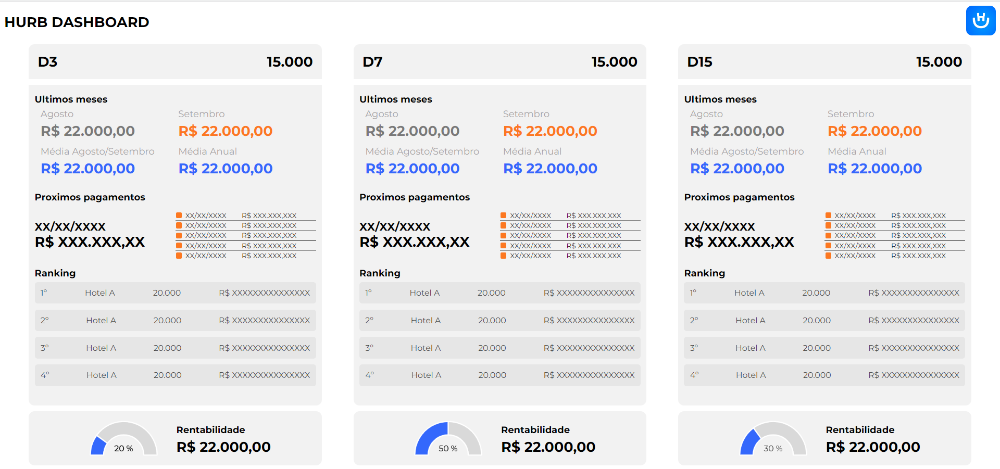 HURB DASHBOARD
H
D3 15.000
Ultimos meses
Agosto Setembro
R$ 22.000,00 R$ 22.000,00
Média Agosto/Setembro Média Anual
R$ 22.000,00 R$ 22.000,00
Proximos pagamentos
XX/XX/XXXX
R$ XXX.XXX,XX
XX/XX/XXXX R$ XXX.XXX,XXX
XX/XX/XXXX R$ XXX.XXX,XXX
XX/XX/XXXX R$ XXX.XXX,XXX
XX/XX/XXXX R$ XXX.XXX,XXX
XX/XX/XXXX R$ XXX.XXX,XXX
Ranking
1º Hotel A 20.000 R$ XXXXXXXXXXXXXXX
2º Hotel A 20.000 R$ XXXXXXXXXXXXXXX
3º Hotel A 20.000 R$ XXXXXXXXXXXXXXX
4º Hotel A 20.000 R$ XXXXXXXXXXXXXXX
20 %
Rentabilidade
R$ 22.000,00
D7 15.000
Ultimos meses
Agosto Setembro
R$ 22.000,00 R$ 22.000,00
Média Agosto/Setembro Média Anual
R$ 22.000,00 R$ 22.000,00
Proximos pagamentos
XX/XX/XXXX
R$ XXX.XXX,XX
XX/XX/XXXX R$ XXX.XXX,XXX
XX/XX/XXXX R$ XXX.XXX,XXX
XX/XX/XXXX R$ XXX.XXX,XXX
XX/XX/XXXX R$ XXX.XXX,XXX
XX/XX/XXXX R$ XXX.XXX,XXX
Ranking
1º Hotel A 20.000 R$ XXXXXXXXXXXXXXX
2º Hotel A 20.000 R$ XXXXXXXXXXXXXXX
3º Hotel A 20.000 R$ XXXXXXXXXXXXXXX
4º Hotel A 20.000 R$ XXXXXXXXXXXXXXX
50 %
Rentabilidade
R$ 22.000,00
D15 15.000
Ultimos meses
Agosto Setembro
R$ 22.000,00 R$ 22.000,00
Média Agosto/Setembro Média Anual
R$ 22.000,00 R$ 22.000,00
Proximos pagamentos
XX/XX/XXXX
R$ XXX.XXX,XX
XX/XX/XXXX R$ XXX.XXX,XXX
XX/XX/XXXX R$ XXX.XXX,XXX
XX/XX/XXXX R$ XXX.XXX,XXX
XX/XX/XXXX R$ XXX.XXX,XXX
XX/XX/XXXX R$ XXX.XXX,XXX
Ranking
1º Hotel A 20.000 R$ XXXXXXXXXXXXXXX
2º Hotel A 20.000 R$ XXXXXXXXXXXXXXX
3º Hotel A 20.000 R$ XXXXXXXXXXXXXXX
4º Hotel A 20.000 R$ XXXXXXXXXXXXXXX
30 %
Rentabilidade
R$ 22.000,00